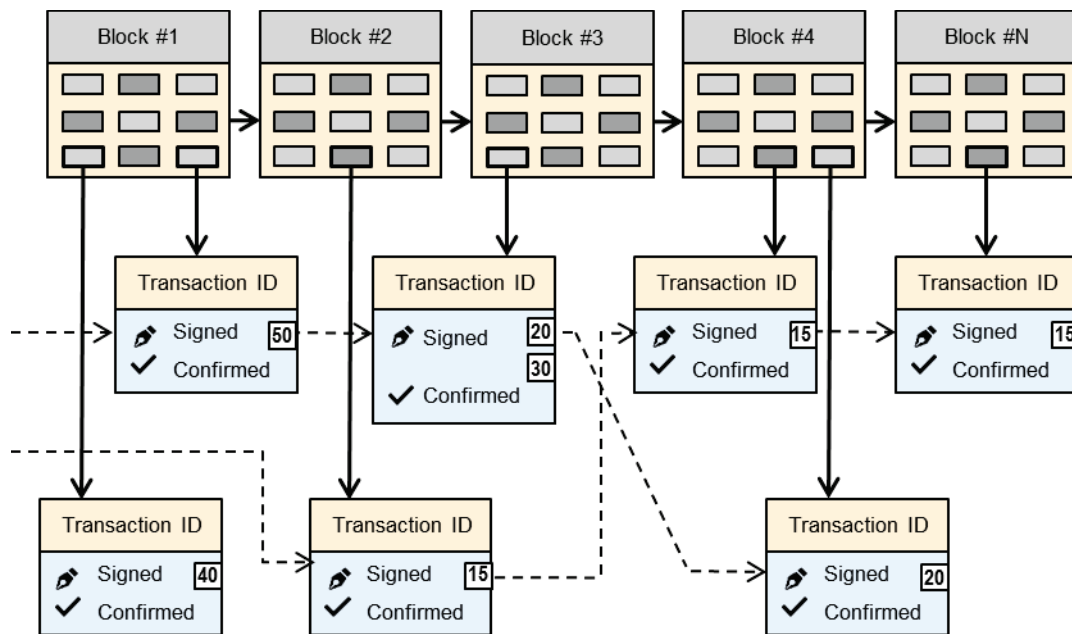 Block #1
Block #2
Block #3
Block #4
Block #N
Transaction ID
Signed 50
Confirmed
Transaction ID
Signed 20
30
Confirmed
Transaction ID
Signed 15
Confirmed
Transaction ID
Signed 15
Confirmed
Transaction ID
Signed 40
Confirmed
Transaction ID
Signed 15
Confirmed
Transaction ID
Signed 20
Confirmed